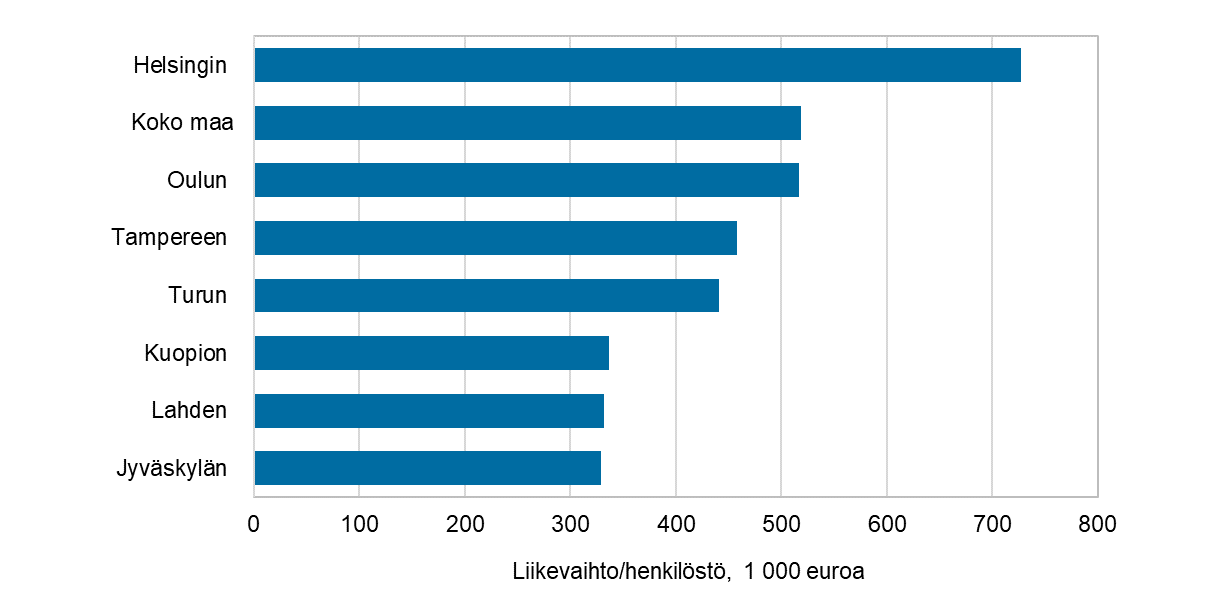 Helsingin
Koko maa
Oulun
Tampereen
Turun
Kuopion
Lahden
Jyväskylän
0 100 200 300 400 500 600 700 800
Liikevaihto/henkilöstö, 1 000 euroa